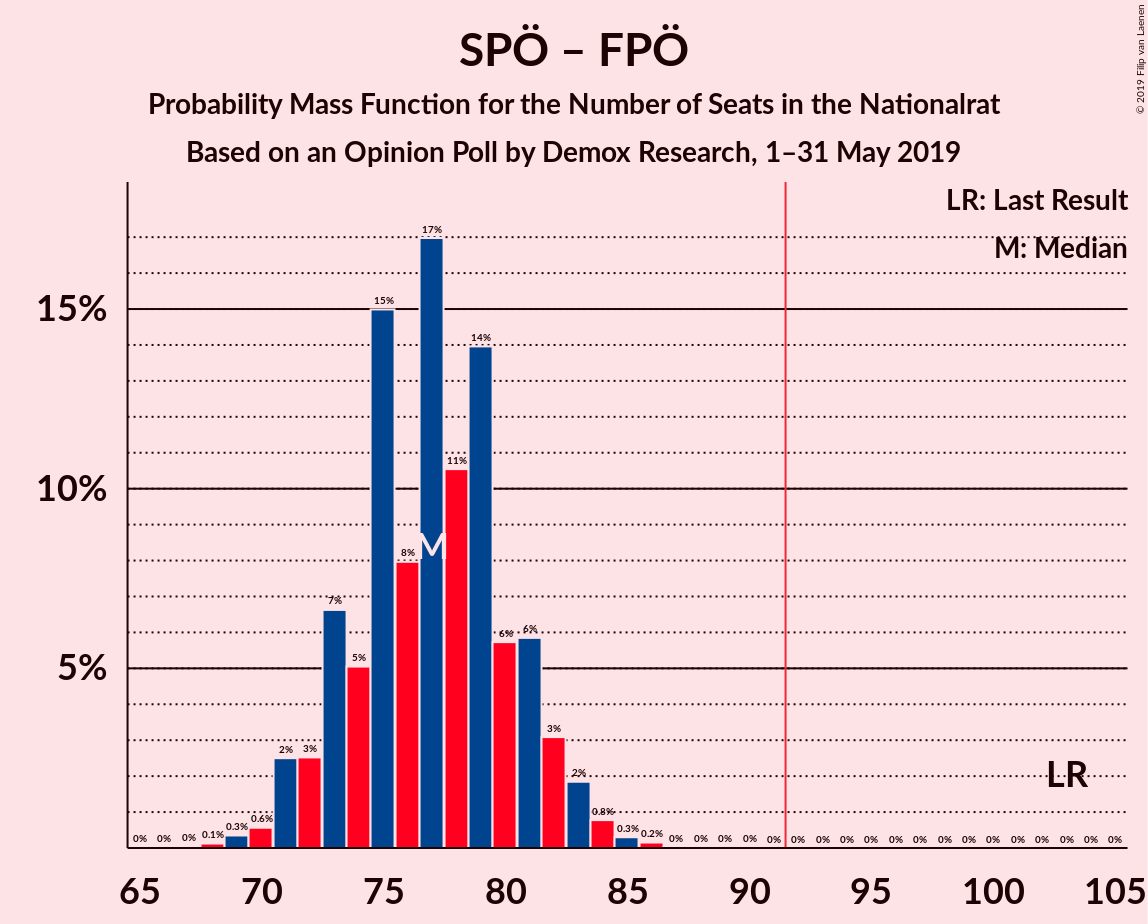 SPÖ – FPÖ
Probability Mass Function for the Number of Seats in the Nationalrat
Based on an Opinion Poll by Demox Research, 1–31 May 2019
© 2019 Filip van Laenen
LR: Last Result
M: Median
15%
10%
5%
0% 0% 0% 0.1% 0.3% 0.6% 2% 3% 7% 5% 15% 8% 17% 11% 14% 6% 6% 3% 2% 0.8% 0.3% 0.2% 0% 0% 0% 0% 0% 0% 0% 0% 0% 0% 0% 0% 0% 0% 0% 0% 0% 0% 0%
M
LR
65 70 75 80 85 90 95 100 105